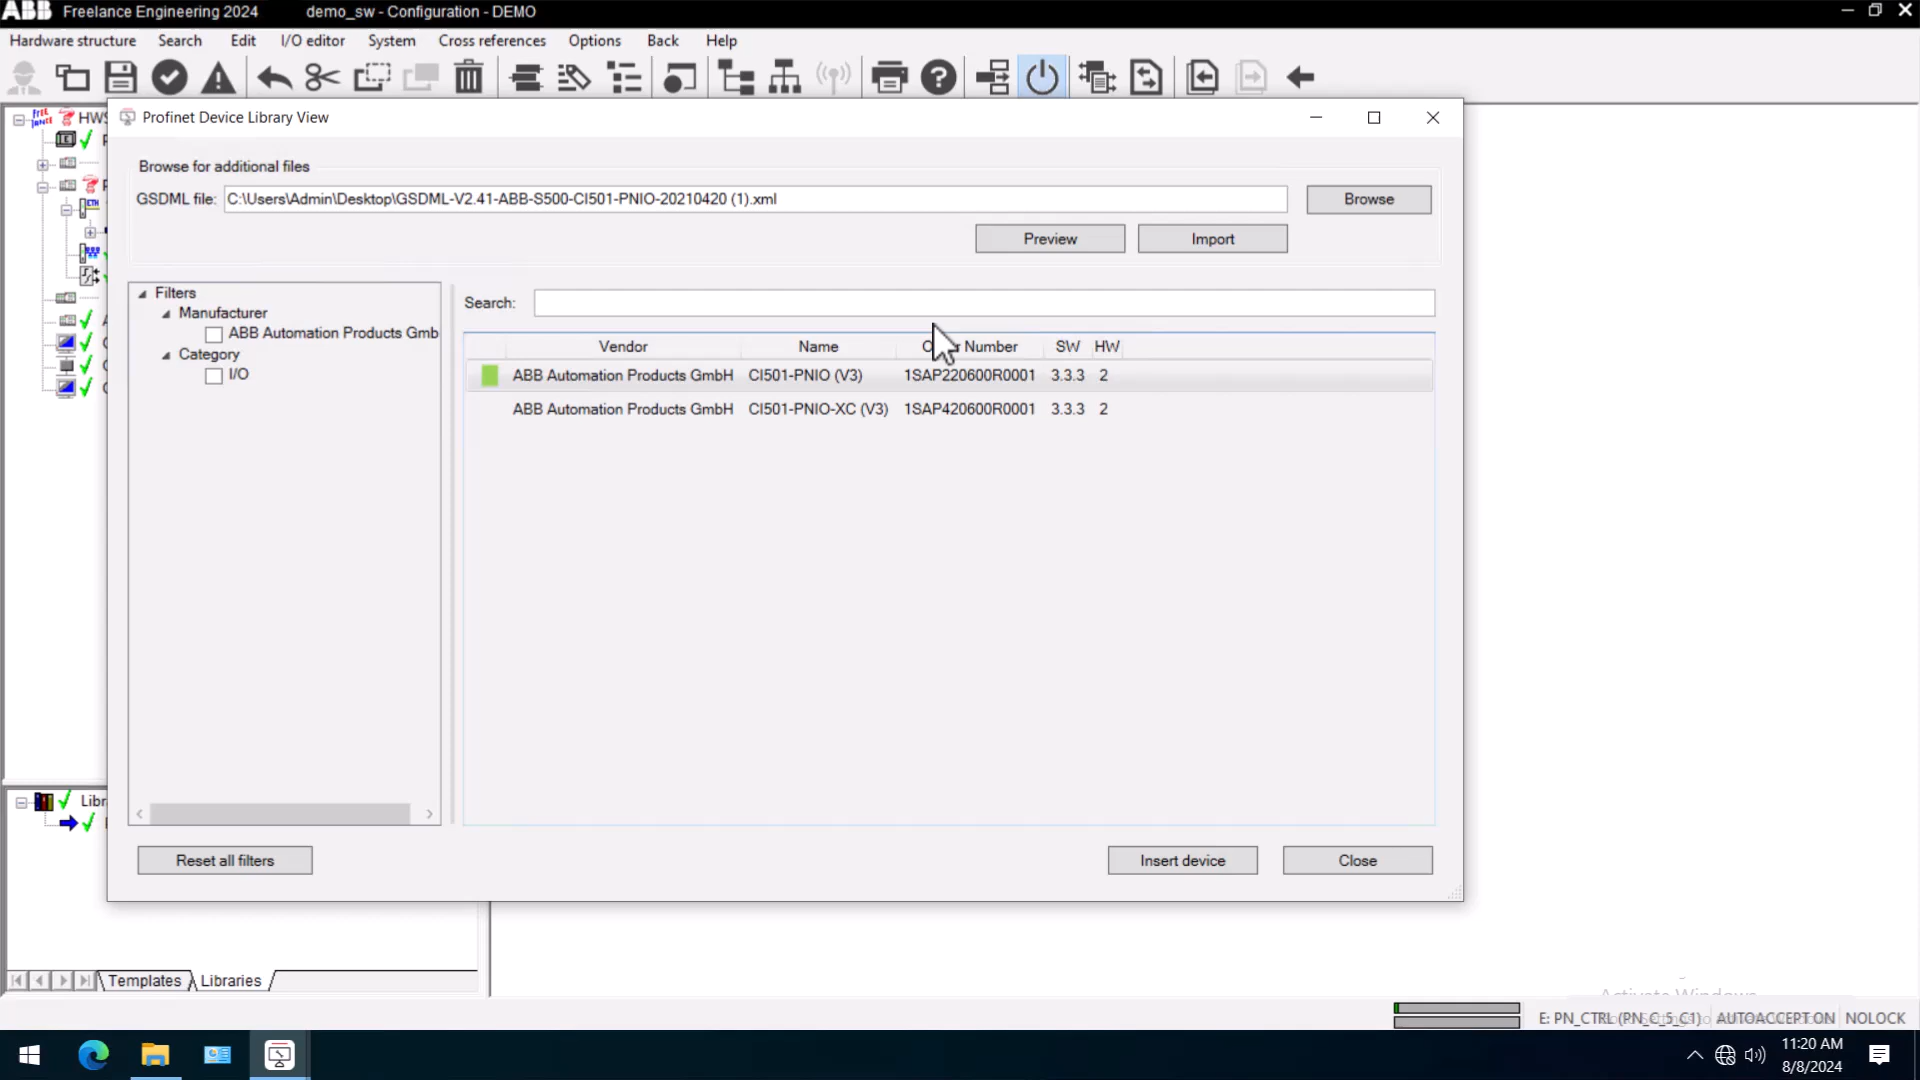 ABB Freelance Engineering 2024 demo_sw - Configuration - DEMO
Hardware structure Search Edit I/O editor System Cross references Options Back Help
HWS
Profinet Device Library View
Browse for additional files
GSDML file: C:\Users\Admin\Desktop\GSDML-V2.41-ABB-S500-CI501-PNIO-20210420 (1).xml Browse
Preview Import
Filters
Manufacturer
ABB Automation Products Gmb
Category
I/O
Search:
Vendor Name Number SW HW
ABB Automation Products GmbH CI501-PNIO (V3) 1SAP220600R0001 3.3.3 2
ABB Automation Products GmbH CI501-PNIO-XC (V3) 1SAP420600R0001 3.3.3 2
Reset all filters Insert device Close
Libr
Templates Libraries
Activate Windows
E: PN_CTRL (PN_C_5_C1) AUTOACCEPT ON NOLOCK
11:20 AM
8/8/2024